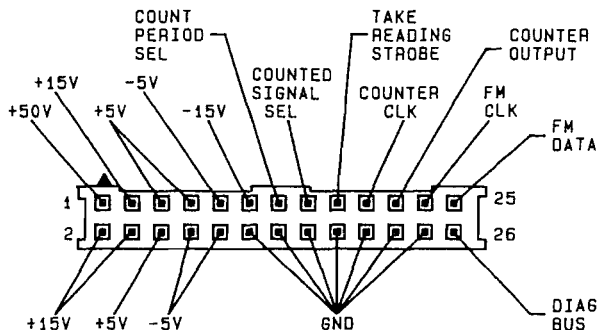 COUNT
PERIOD
SEL
TAKE
READING
STROBE
COUNTER
OUTPUT
+15V
-5V
COUNTED
SIGNAL
SEL
COUNTER
CLK
FM
CLK
+50V
+5V
-15V
FM
DATA
1
25
2
26
+15V
+5V
-5V
GND
DIAG
BUS